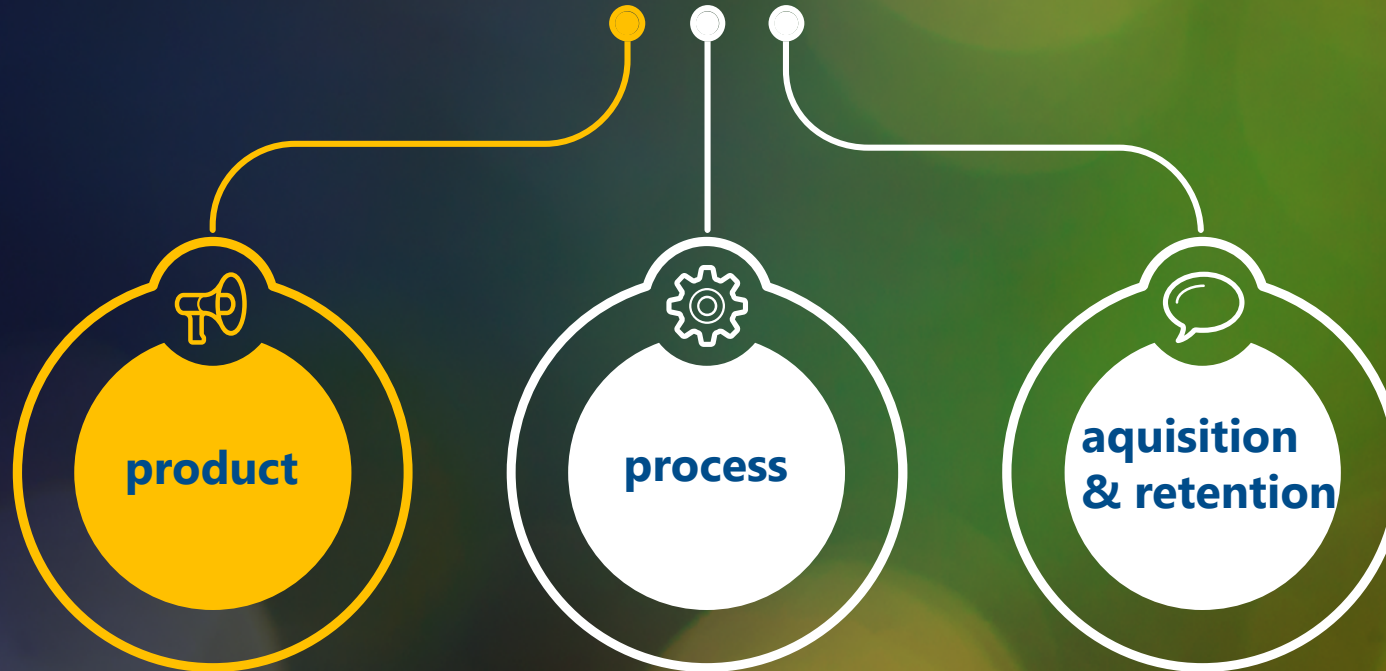 product
process
aquisition
& retention